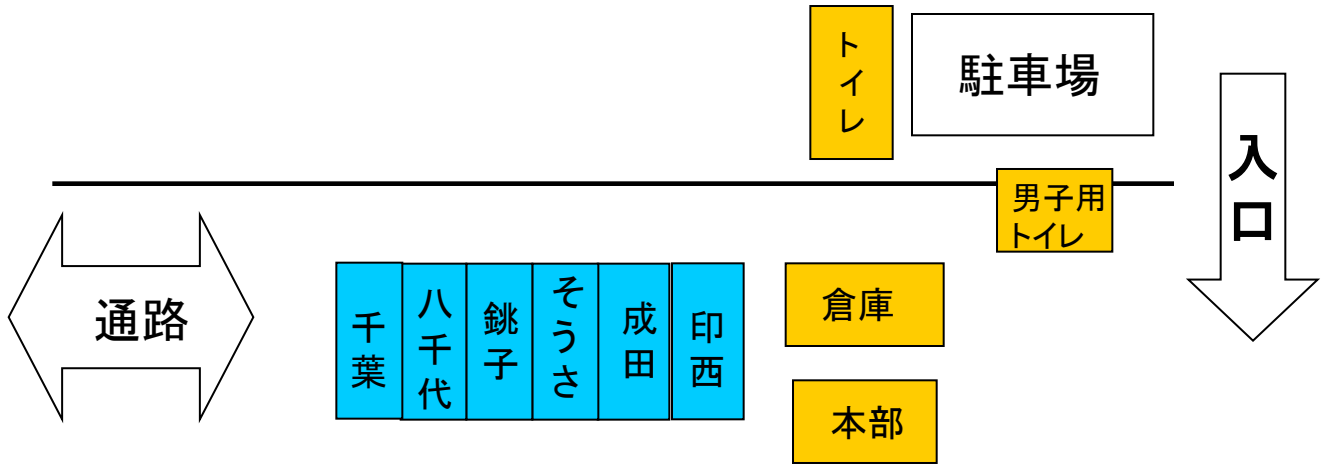 トイレ
駐車場
入口
男子用
トイレ
通路
千葉
八千代
銚子
そうさ
成田
印西
倉庫
本部